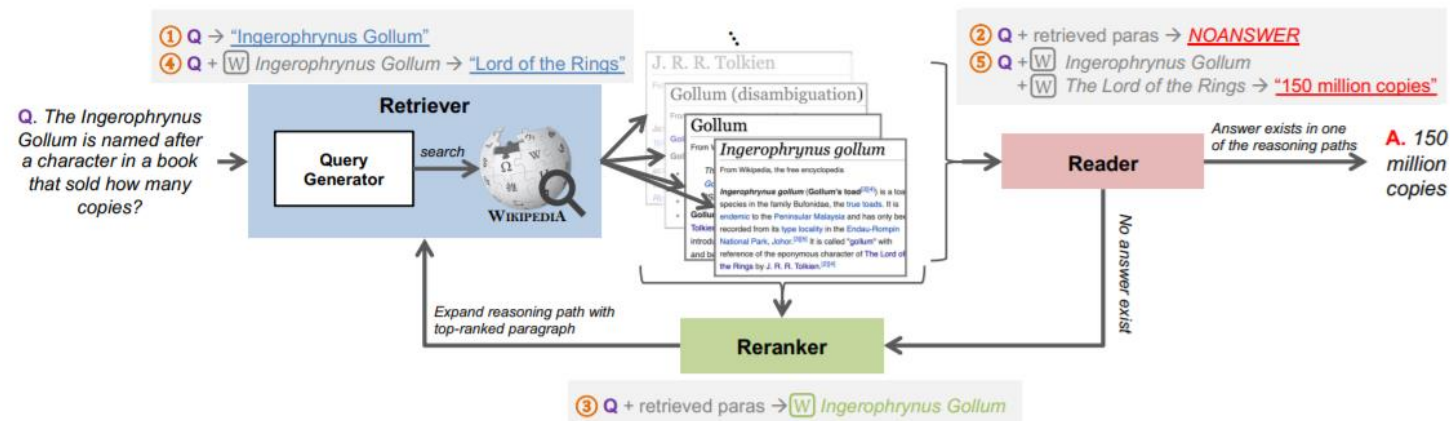 ① Q → "Ingerophrynus Gollum"
④ Q + W Ingerophrynus Gollum → "Lord of the Rings"
② Q + retrieved paras → NOANSWER
⑤ Q + W Ingerophrynus Gollum
+ W The Lord of the Rings → "150 million copies"
Q. The Ingerophrynus
Gollum is named after
a character in a book
that sold how many
copies?
Retriever
Query
Generator
search
WIKIPEDIA
J. R. R. Tolkien
Gollum (disambiguation)
Gollum
Ingerophrynus gollum
From Wikipedia, the free encyclopedia
Ingerophrynus gollum (Gollum's toad[3][4]) is a toad
species in the family Bufonidae, the true toads. It is
endemic to the Peninsular Malaysia and has only been
recorded from its type locality in the Endau-Rompin
National Park, Johor.[3][5] It is called "gollum" with
reference of the eponymous character of The Lord of
the Rings by J. R. R. Tolkien.[2][4]
Reader
Answer exists in one
of the reasoning paths
A. 150
million
copies
No answer exist
Expand reasoning path with
top-ranked paragraph
Reranker
③ Q + retrieved paras → W Ingerophrynus Gollum